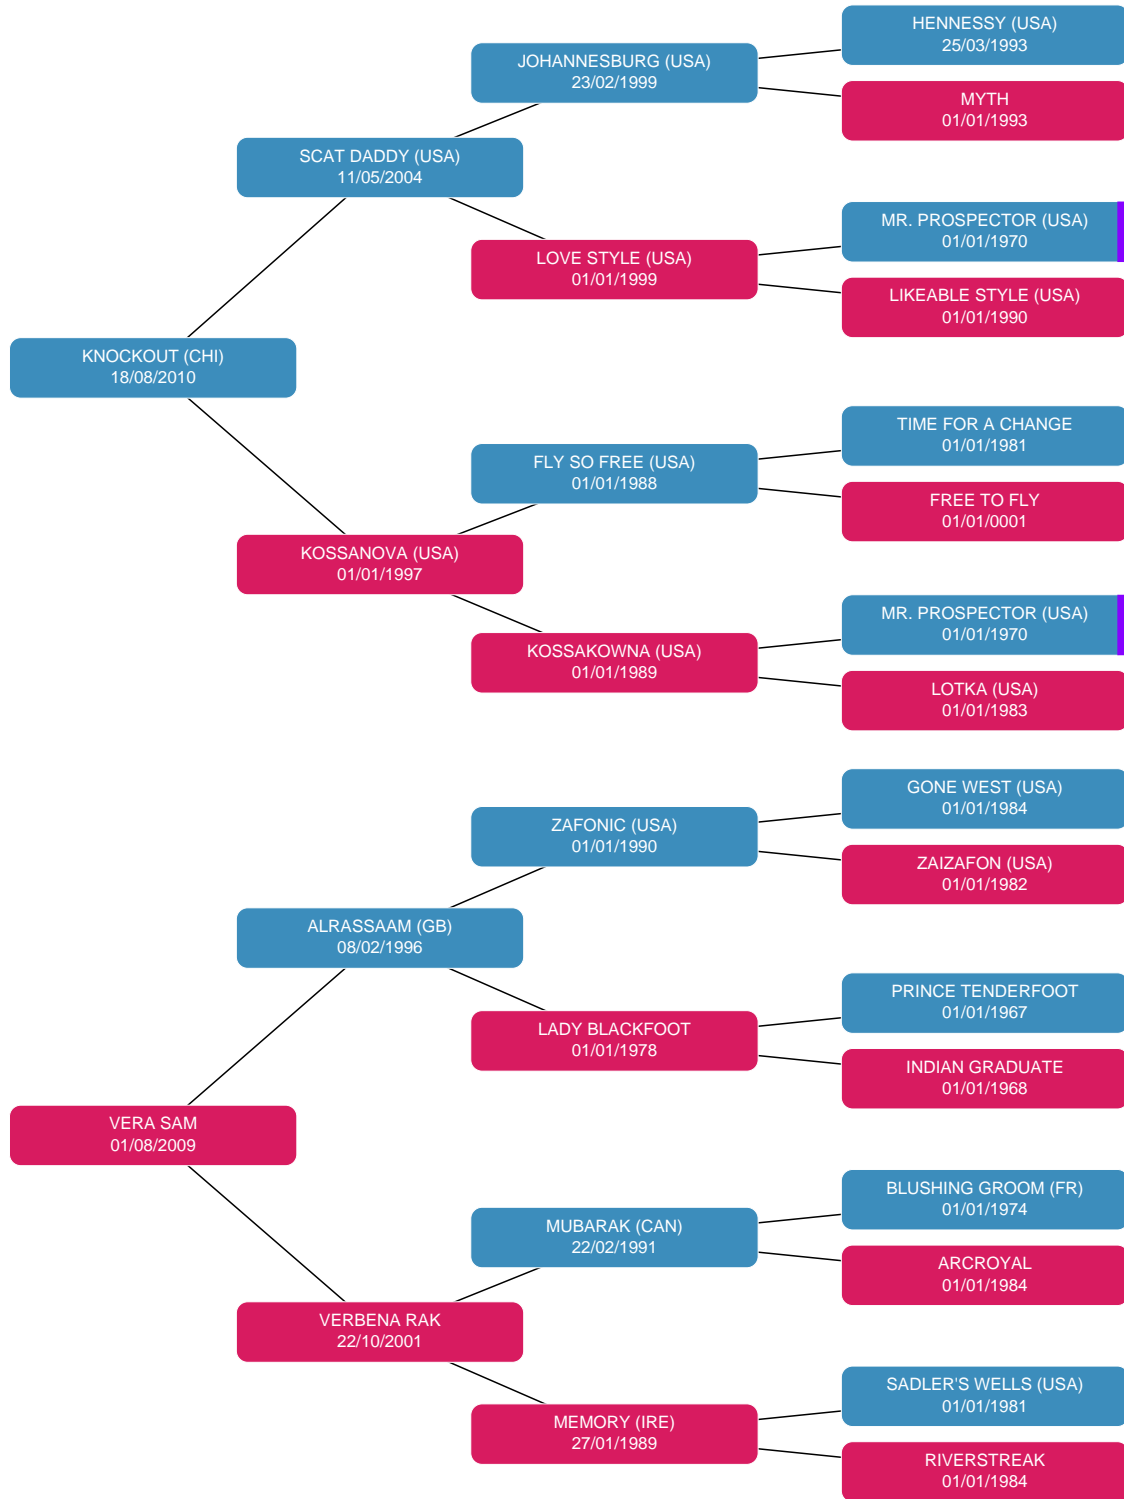 HENNESSY (USA)
25/03/1993
JOHANNESBURG (USA)
23/02/1999
MYTH
01/01/1993
SCAT DADDY (USA)
11/05/2004
MR. PROSPECTOR (USA)
01/01/1970
LOVE STYLE (USA)
01/01/1999
LIKEABLE STYLE (USA)
01/01/1990
KNOCKOUT (CHI)
18/08/2010
TIME FOR A CHANGE
01/01/1981
FLY SO FREE (USA)
01/01/1988
FREE TO FLY
01/01/0001
KOSSANOVA (USA)
01/01/1997
MR. PROSPECTOR (USA)
01/01/1970
KOSSAKOWNA (USA)
01/01/1989
LOTKA (USA)
01/01/1983
GONE WEST (USA)
01/01/1984
ZAFONIC (USA)
01/01/1990
ZAIZAFON (USA)
01/01/1982
ALRASSAAM (GB)
08/02/1996
PRINCE TENDERFOOT
01/01/1967
LADY BLACKFOOT
01/01/1978
INDIAN GRADUATE
01/01/1968
VERA SAM
01/08/2009
BLUSHING GROOM (FR)
01/01/1974
MUBARAK (CAN)
22/02/1991
ARCROYAL
01/01/1984
VERBENA RAK
22/10/2001
SADLER'S WELLS (USA)
01/01/1981
MEMORY (IRE)
27/01/1989
RIVERSTREAK
01/01/1984